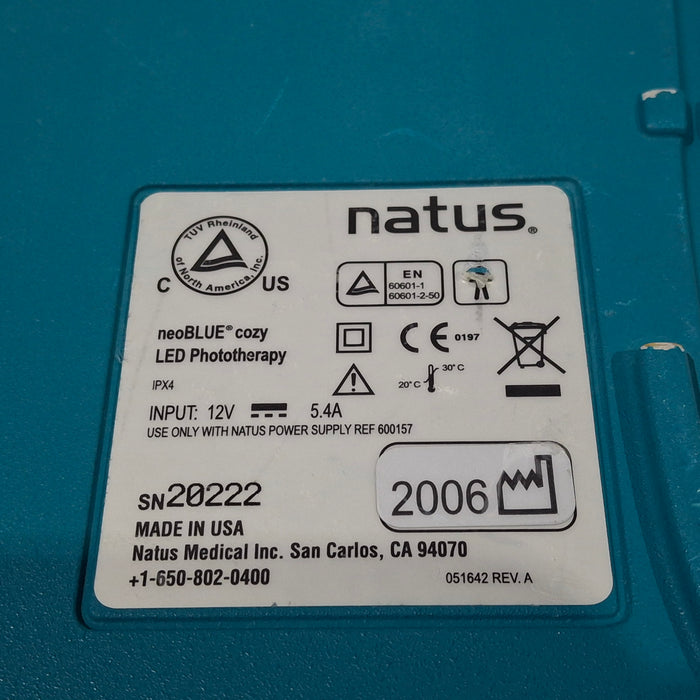 natus®
TUV Rheinland
of North America, Inc.
C US
EN
60601-1
60601-2-50
neoBLUE® cozy
LED Phototherapy
CE 0197
IPX4
20°C 30°C
INPUT: 12V 5.4A
USE ONLY WITH NATUS POWER SUPPLY REF 600157
SN20222
2006
MADE IN USA
Natus Medical Inc. San Carlos, CA 94070
+1-650-802-0400
051642 REV. A